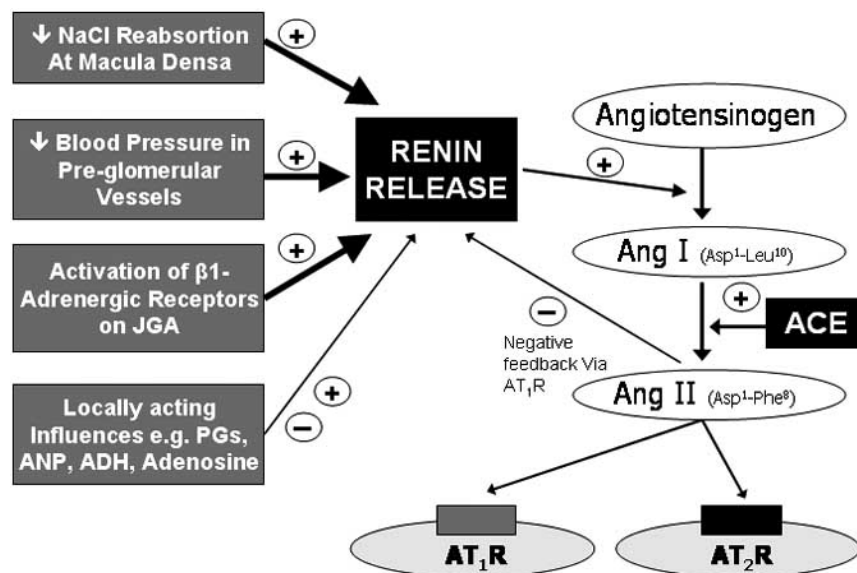 ↓ NaCl Reabsortion
At Macula Densa
+
↓ Blood Pressure in
Pre-glomerular
Vessels
+
Activation of β1-
Adrenergic Receptors
on JGA
+
Locally acting
Influences e.g. PGs,
ANP, ADH, Adenosine
+
−
RENIN
RELEASE
+
Angiotensinogen
Ang I (Asp¹-Leu¹⁰)
+
ACE
−
Negative
feedback Via
AT₁R
Ang II (Asp¹-Phe⁸)
AT₁R
AT₂R